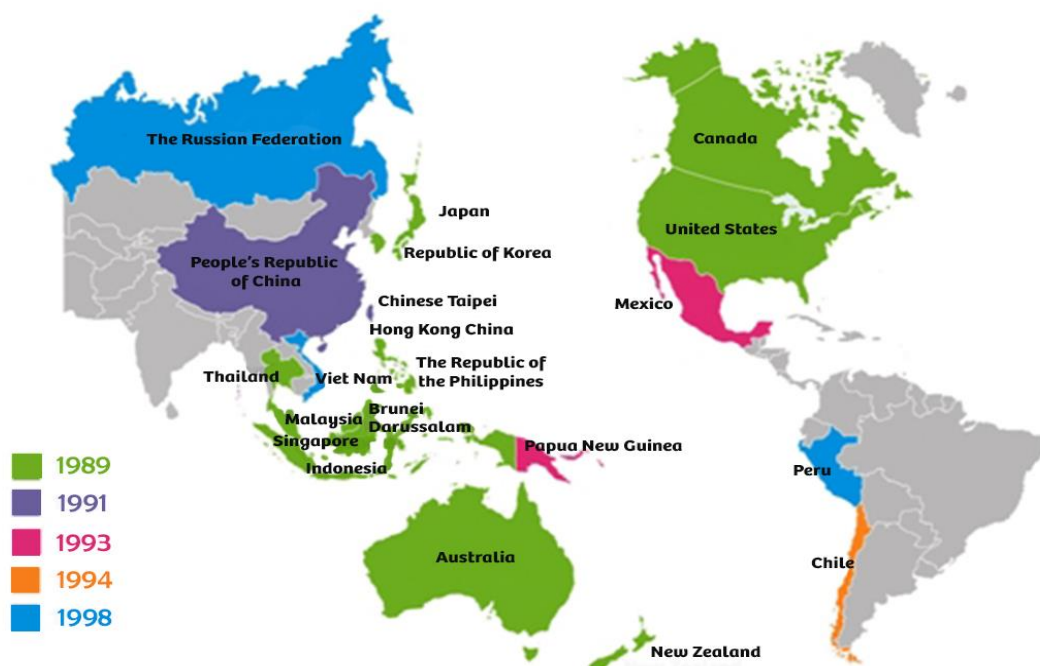 The Russian Federation
Canada
Japan
United States
Republic of Korea
People's Republic
of China
Chinese Taipei
Mexico
Hong Kong China
The Republic of
the Philippines
Thailand
Viet Nam
Malaysia
Brunei
Darussalam
Singapore
Indonesia
Papua New Guinea
Peru
Australia
Chile
New Zealand
1989
1991
1993
1994
1998